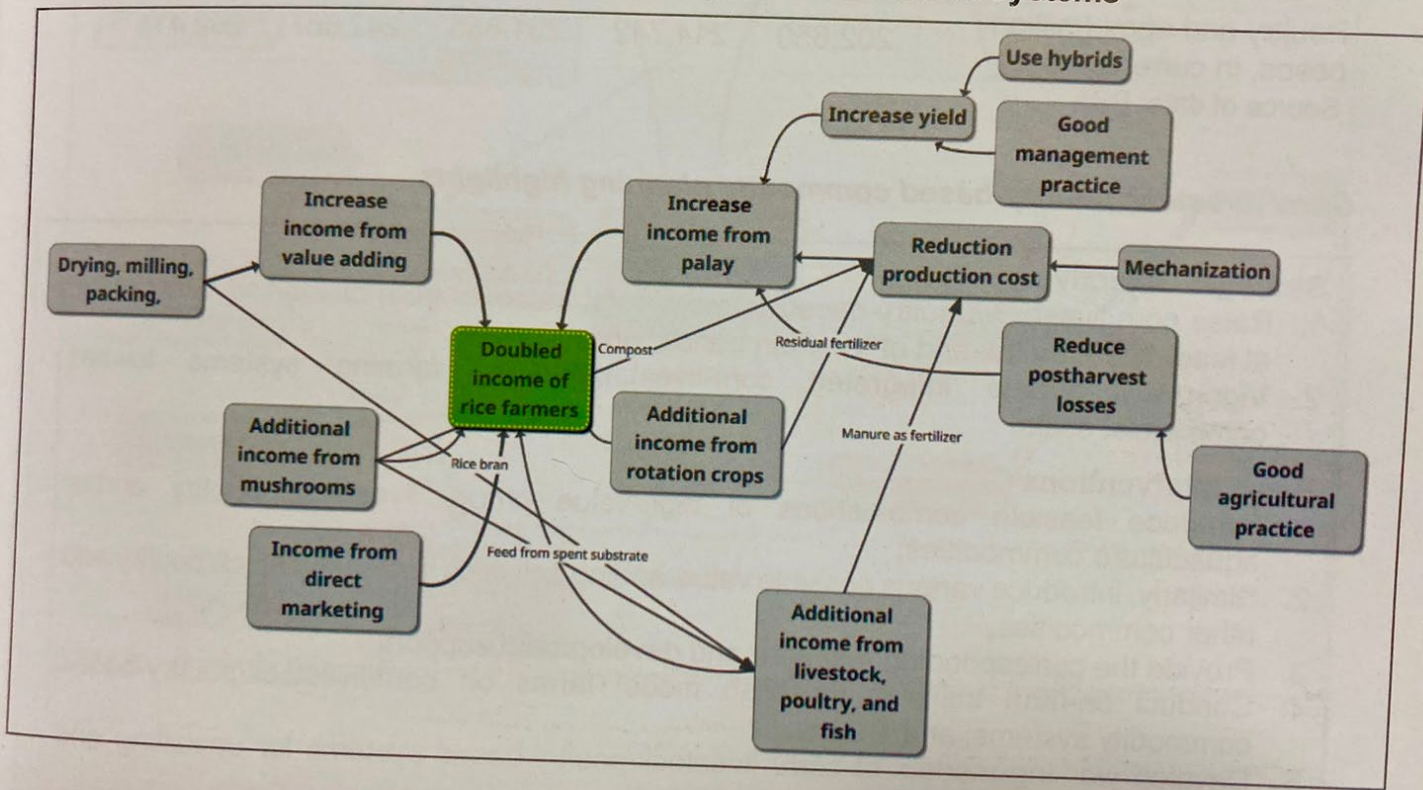 systems
Use hybrids
Increase yield
Good
management
practice
Increase
income from
value adding
Increase
income from
palay
Reduction
production cost
Mechanization
Drying, milling,
packing,
Doubled
income of
rice farmers
Compost
Residual fertilizer
Reduce
postharvest
losses
Additional
income from
mushrooms
Rice bran
Additional
income from
rotation crops
Manure as fertilizer
Good
agricultural
practice
Income from
direct
marketing
Feed from spent substrate
Additional
income from
livestock,
poultry, and
fish